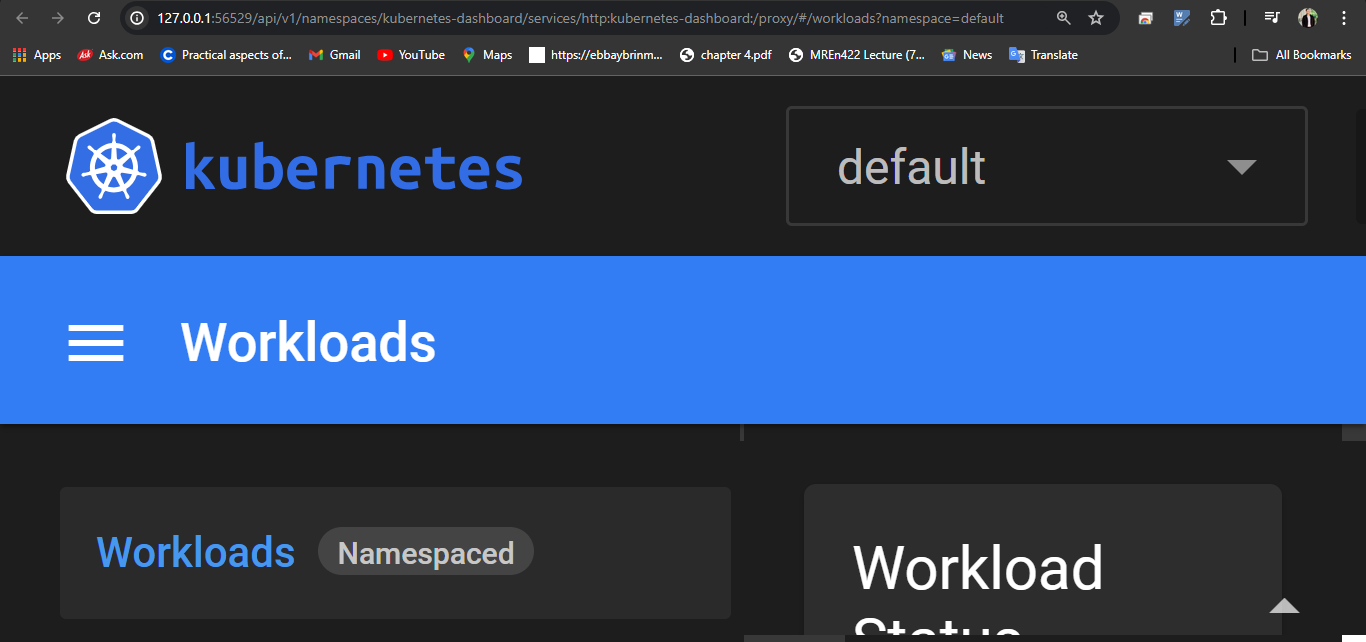 127.0.0.1:56529/api/v1/namespaces/kubernetes-dashboard/services/http:kubernetes-dashboard:/proxy/#/workloads?namespace=default
Apps Ask Ask.com C Practical aspects of... Gmail YouTube Maps https://ebbaybrinm... chapter 4.pdf MREn422 Lecture (7... News Translate All Bookmarks
kubernetes default
Workloads
Workloads Namespaced
Workload
Status